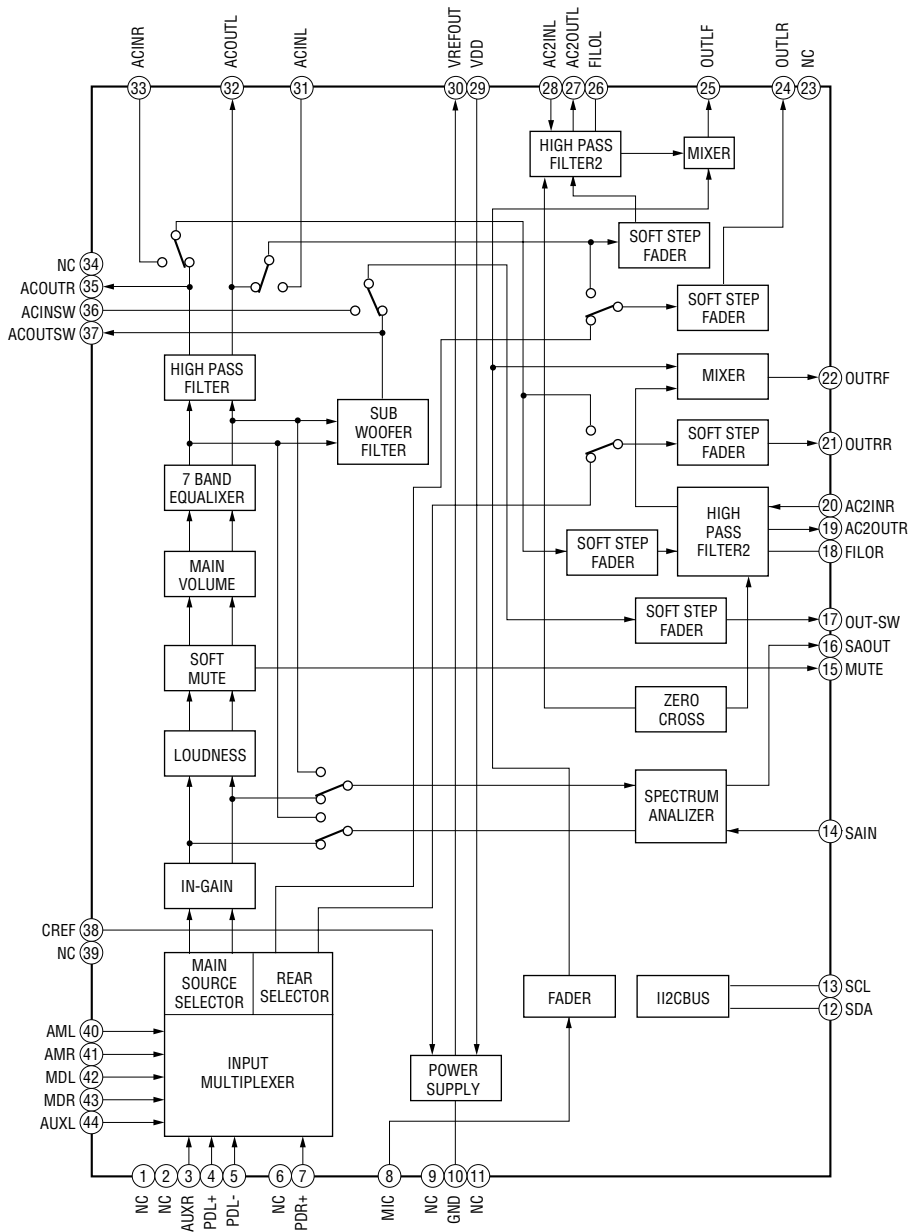 ACINR
ACOUTL
ACINL
VREFOUT
VDD
AC2INL
AC2OUTL
FILOL
OUTLF
OUTLR
NC
33
32
31
30
29
28
27
26
25
24
23
HIGH PASS
FILTER2
MIXER
SOFT STEP
FADER
NC 34
ACOUTR 35
ACINSW 36
ACOUTSW 37
SOFT STEP
FADER
HIGH PASS
FILTER
MIXER
22 OUTRF
SUB
WOOFER
FILTER
SOFT STEP
FADER
21 OUTRR
7 BAND
EQUALIXER
HIGH
PASS
FILTER2
20 AC2INR
19 AC2OUTR
18 FILOR
SOFT STEP
FADER
MAIN
VOLUME
SOFT STEP
FADER
17 OUT-SW
16 SAOUT
15 MUTE
SOFT
MUTE
ZERO
CROSS
LOUDNESS
SPECTRUM
ANALIZER
14 SAIN
IN-GAIN
CREF 38
NC 39
MAIN
SOURCE
SELECTOR
REAR
SELECTOR
FADER
II2CBUS
13 SCL
12 SDA
AML 40
AMR 41
MDL 42
MDR 43
AUXL 44
INPUT
MULTIPLEXER
POWER
SUPPLY
1
2
3
4
5
6
7
8
9
10
11
NC
NC
AUXR
PDL+
PDL-
NC
PDR+
MIC
NC
GND
NC